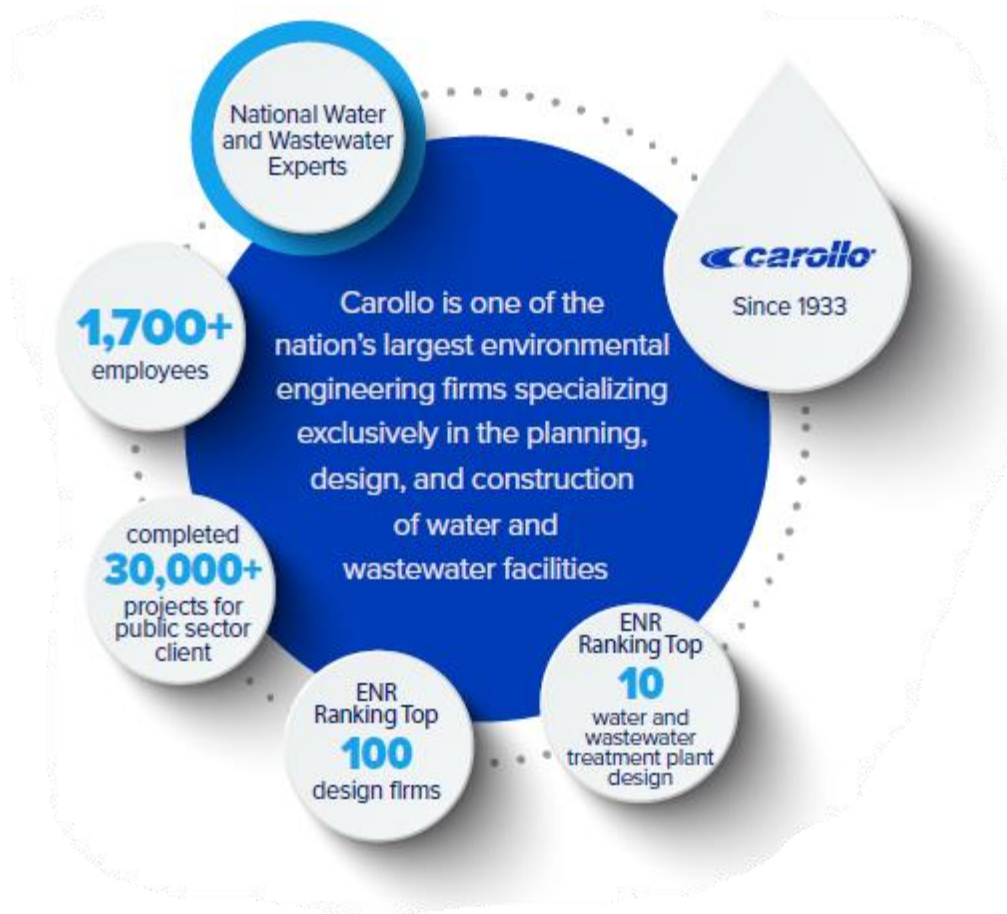 National Water
and Wastewater
Experts
carollo
Since 1933
1,700+
employees
Carollo is one of the
nation's largest environmental
engineering firms specializing
exclusively in the planning,
design, and construction
of water and
wastewater facilities
completed
30,000+
projects for
public sector
client
ENR
Ranking Top
100
design firms
ENR
Ranking Top
10
water and
wastewater
treatment plant
design